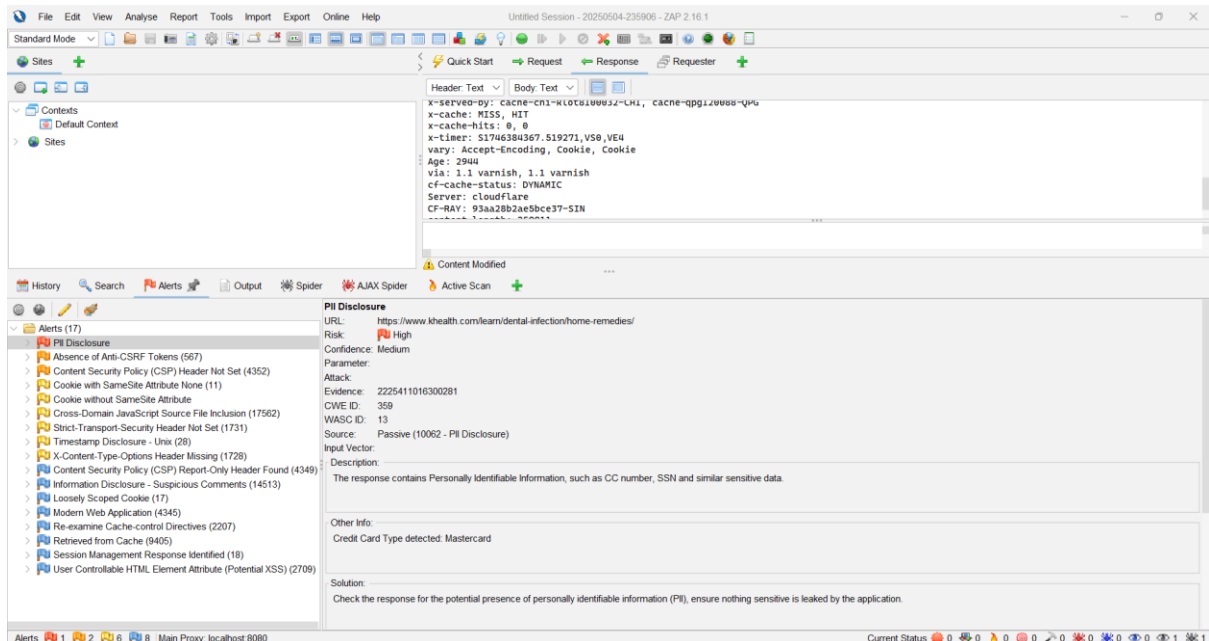 File Edit View Analyse Report Tools Import Export Online Help Untitled Session - 20250504-235906 - ZAP 2.16.1
Standard Mode
Sites
Quick Start Request Response Requester
Header: Text Body: Text
Contexts
Default Context
Sites
x-served-by: cache-chi-klot8100032-CHI, cache-qpg120088-QPG
x-cache: MISS, HIT
x-cache-hits: 0, 0
x-timer: S1746384367.519271,VS0,VE4
vary: Accept-Encoding, Cookie, Cookie
Age: 2944
via: 1.1 varnish, 1.1 varnish
cf-cache-status: DYNAMIC
Server: cloudflare
CF-RAY: 93aa28b2ae5bce37-SIN
Content Modified
History Search Alerts Output Spider AJAX Spider Active Scan
Alerts (17)
PII Disclosure
Absence of Anti-CSRF Tokens (567)
Content Security Policy (CSP) Header Not Set (4352)
Cookie with SameSite Attribute None (11)
Cookie without SameSite Attribute
Cross-Domain JavaScript Source File Inclusion (17562)
Strict-Transport-Security Header Not Set (1731)
Timestamp Disclosure - Unix (28)
X-Content-Type-Options Header Missing (1728)
Content Security Policy (CSP) Report-Only Header Found (4349)
Information Disclosure - Suspicious Comments (14513)
Loosely Scoped Cookie (17)
Modern Web Application (4345)
Re-examine Cache-control Directives (2207)
Retrieved from Cache (9405)
Session Management Response Identified (18)
User Controllable HTML Element Attribute (Potential XSS) (2709)
PII Disclosure
URL: https://www.khealth.com/learn/dental-infection/home-remedies/
Risk: High
Confidence: Medium
Parameter:
Attack:
Evidence: 2225411016300281
CWE ID: 359
WASC ID: 13
Source: Passive (10062 - PII Disclosure)
Input Vector:
Description:
The response contains Personally Identifiable Information, such as CC number, SSN and similar sensitive data.
Other Info:
Credit Card Type detected: Mastercard
Solution:
Check the response for the potential presence of personally identifiable information (PII), ensure nothing sensitive is leaked by the application.
Alerts 1 2 6 8 Main Proxy: localhost:8080 Current Status 0 0 0 0 0 0 0 0 1 1